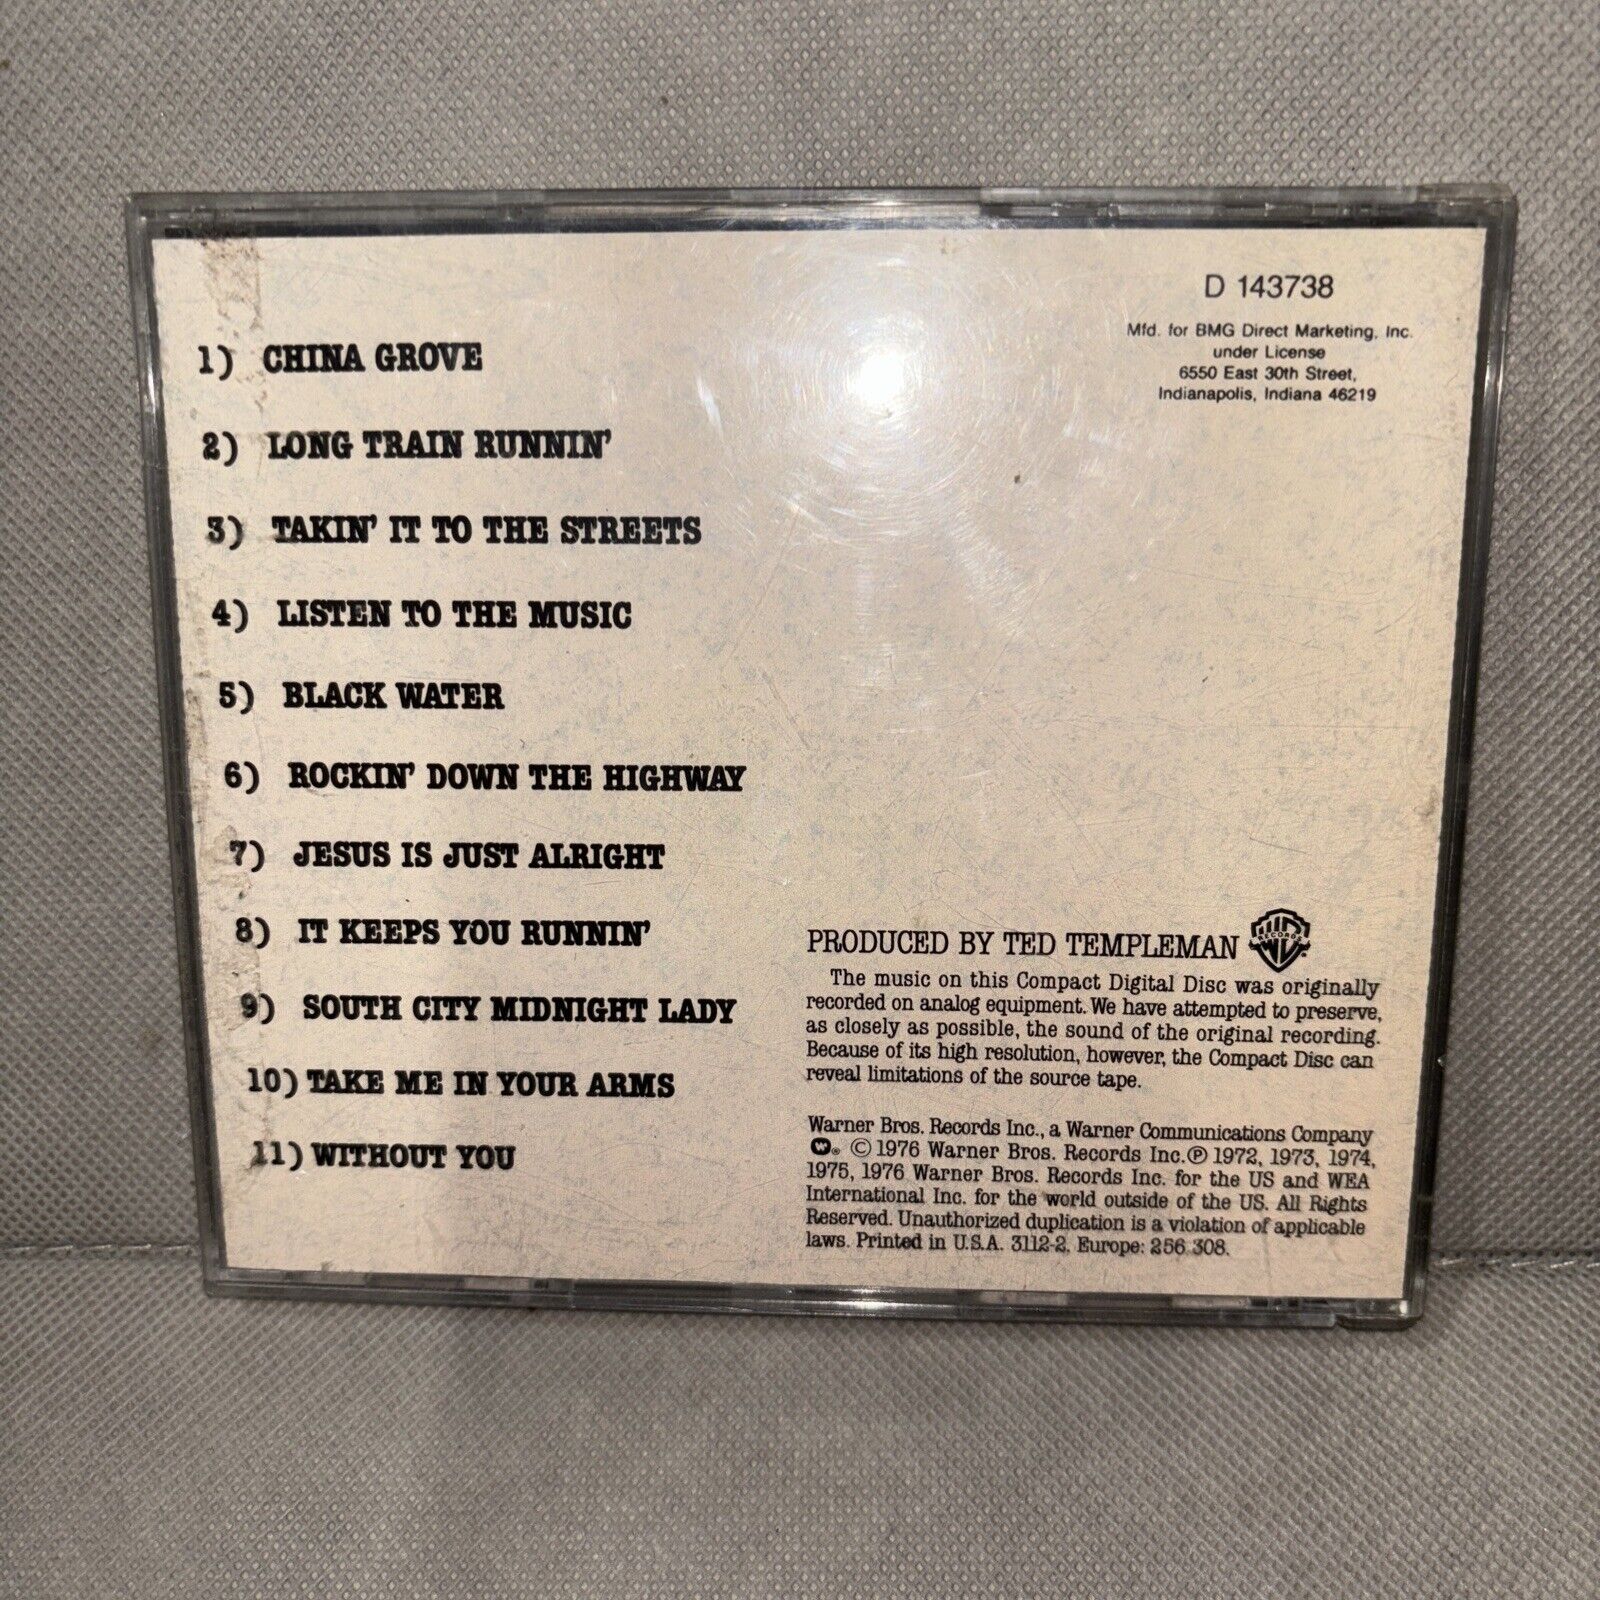 D 143738
Mfd. for BMG Direct Marketing, Inc.
under License
6550 East 30th Street,
Indianapolis, Indiana 46219
1) CHINA GROVE
2) LONG TRAIN RUNNIN'
3) TAKIN' IT TO THE STREETS
4) LISTEN TO THE MUSIC
5) BLACK WATER
6) ROCKIN' DOWN THE HIGHWAY
7) JESUS IS JUST ALRIGHT
8) IT KEEPS YOU RUNNIN'
9) SOUTH CITY MIDNIGHT LADY
10) TAKE ME IN YOUR ARMS
11) WITHOUT YOU
PRODUCED BY TED TEMPLEMAN
RECORDS
The music on this Compact Digital Disc was originally
recorded on analog equipment. We have attempted to preserve,
as closely as possible, the sound of the original recording.
Because of its high resolution, however, the Compact Disc can
reveal limitations of the source tape.
Warner Bros. Records Inc., a Warner Communications Company
®. © 1976 Warner Bros. Records Inc. ℗ 1972, 1973, 1974,
1975, 1976 Warner Bros. Records Inc. for the US and WEA
International Inc. for the world outside of the US. All Rights
Reserved. Unauthorized duplication is a violation of applicable
laws. Printed in U.S.A. 3112-2. Europe: 256 308.